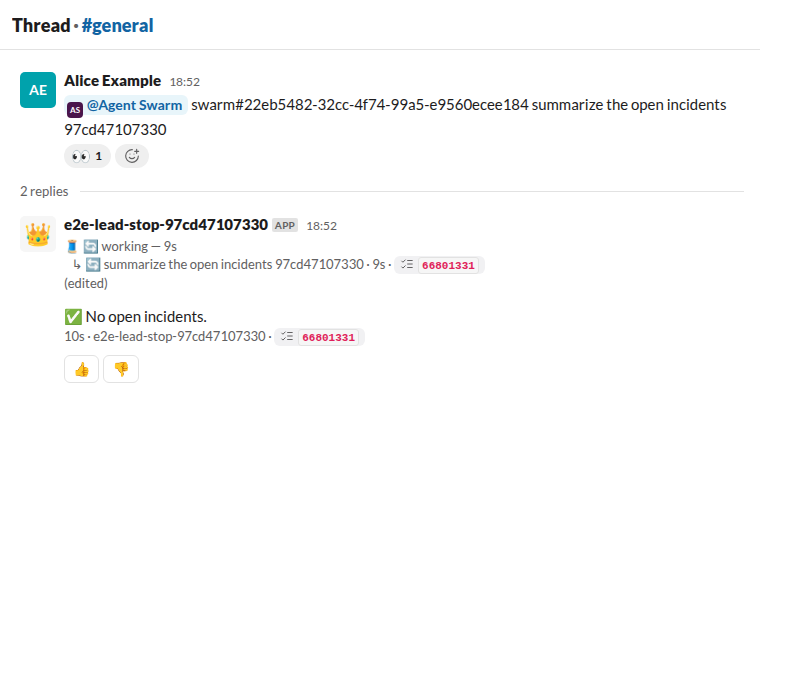 Thread • #general
AE
Alice Example 18:52
AS @Agent Swarm swarm#22eb5482-32cc-4f74-99a5-e9560ecee184 summarize the open incidents
97cd47107330
👀 1
2 replies
e2e-lead-stop-97cd47107330 APP 18:52
🧵 🔄 working — 9s
↳ 🔄 summarize the open incidents 97cd47107330 · 9s · 66801331
(edited)
✅ No open incidents.
10s · e2e-lead-stop-97cd47107330 · 66801331
👍 👎